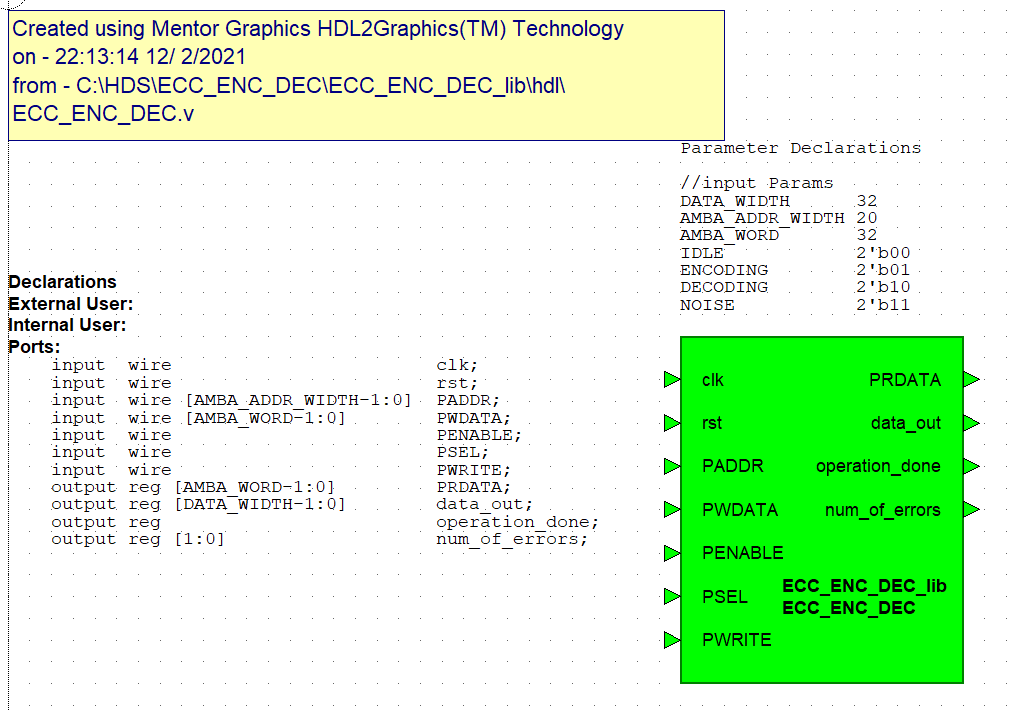 Created using Mentor Graphics HDL2Graphics(TM) Technology
on - 22:13:14 12/ 2/2021
from - C:\HDS\ECC_ENC_DEC\ECC_ENC_DEC_lib\hdl\
ECC_ENC_DEC.v
Parameter Declarations
//input Params
DATA_WIDTH 32
AMBA_ADDR_WIDTH 20
AMBA_WORD 32
IDLE 2'b00
ENCODING 2'b01
DECODING 2'b10
NOISE 2'b11
Declarations
External User:
Internal User:
Ports:
input wire clk;
input wire rst;
input wire [AMBA_ADDR_WIDTH-1:0] PADDR;
input wire [AMBA_WORD-1:0] PWDATA;
input wire PENABLE;
input wire PSEL;
input wire PWRITE;
output reg [AMBA_WORD-1:0] PRDATA;
output reg [DATA_WIDTH-1:0] data_out;
output reg operation_done;
output reg [1:0] num_of_errors;
clk PRDATA
rst data_out
PADDR operation_done
PWDATA num_of_errors
PENABLE
PSEL
ECC_ENC_DEC_lib
ECC_ENC_DEC
PWRITE